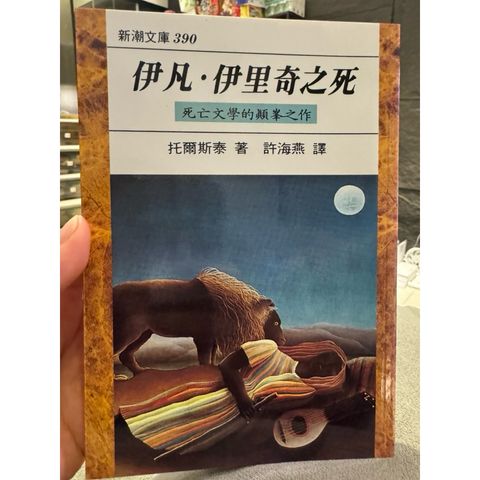 新潮文庫 390
伊凡·伊里奇之死
死亡文學的顛峯之作
托爾斯泰 著 許海燕 譯